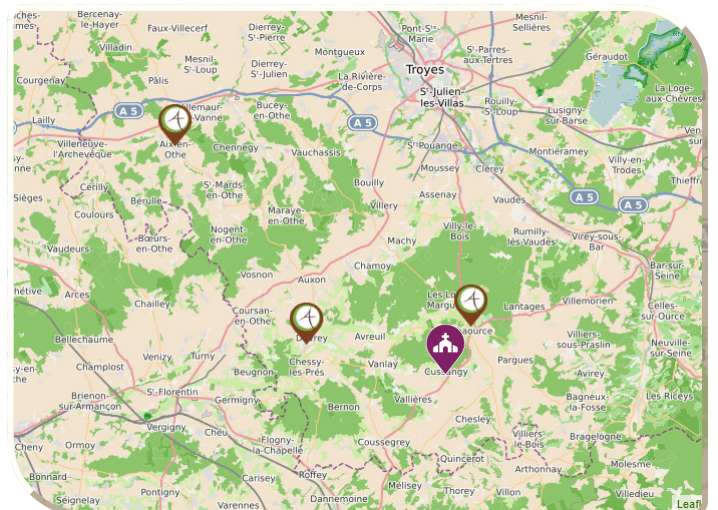 Bercenay-
le-Hayer
Faux-Villecerf
Dierrey-
St-Pierre
Pont-Ste-
Marie
Mesnil-
Sellières
Villadin
Mesnil-
St-Loup
Montgueux
St-Parres-
aux-Tertres
Géraudot
Courgenay
Pâlis
Dierrey-
St-Julien
La Rivière-
de-Corps
Troyes
St-Julien-
les-Villas
La Loge-
aux-Chèvres
Lailly
A 5
Bucey-
en-Othe
A 5
Rouilly-
St-Loup
Lusigny-
sur-Barse
Villeneuve-
l'Archevêque
Aix-en-
Othe
Chennegy
Vauchassis
St-Pouange
Montiéramey
Moussey
Clérey
Villy-en-
Trodes
Cérilly
St-Mards-
en-Othe
Bouilly
Assenay
A 5
A 5
Sièges
Bérulle
Coulours
Maraye-
en-Othe
Villery
Vaudes
Vaudeurs
Bœurs-
en-Othe
Nogent-
en-Othe
Machy
Villy-le-
Bois
Rumilly-
lès-Vaudes
Virey-sous-
Bar
Bar-sur-
Seine
Arces
Chailley
Vosnon
Auxon
Chamoy
Lantages
Villemorien
Celles-
sur-Ource
Coursan-
en-Othe
Bellechaume
Avreuil
Villiers-
sous-Praslin
Neuville-
sur-Seine
Champlost
Venizy
Turny
Beugnon
Chessy-
les-Prés
Vanlay
Cussangy
Pargues
Avirey
Brienon-
sur-Armançon
St-Florentin
Germigny
Bernon
Vallières
Bagneux-
la-Fosse
Les Riceys
Vergigny
Chéu
Chesley
Cheny
Ormoy
Flogny-
la-Chapelle
Coussegrey
Villiers-
le-Bois
Bragelogne
Bonnard
Roffey
Quincerot
Arthonnay
Molesme
Seignelay
Pontigny
Carisey
Varennes
Dannemoine
Mélisey
Thorey
Villon
Villedieu
Leafl